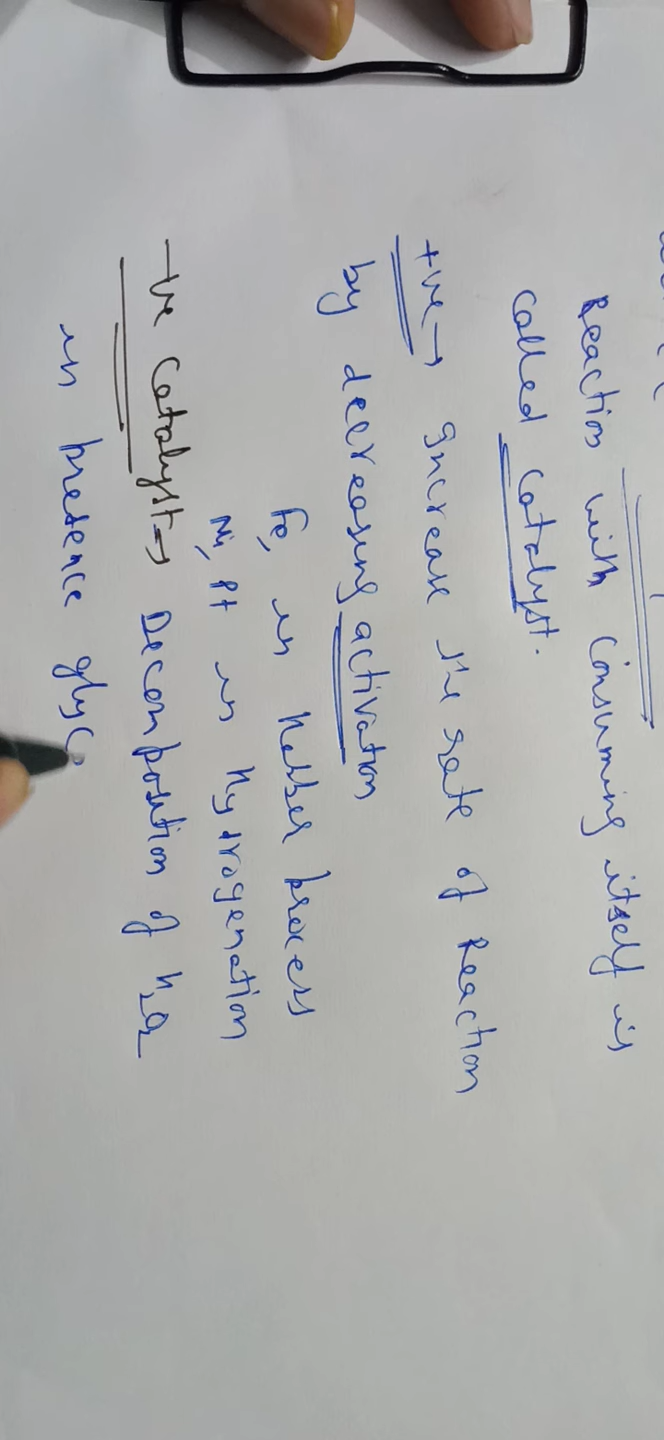 Reaction with Consuming itself is
Called Catalyst.
+ve → Increase the rate of Reaction
by decreasing activation
Fe, in Haber process
Ni, Pt in Hydrogenation
-ve Catalyst → Decomposition of H2O2
in presence glyc